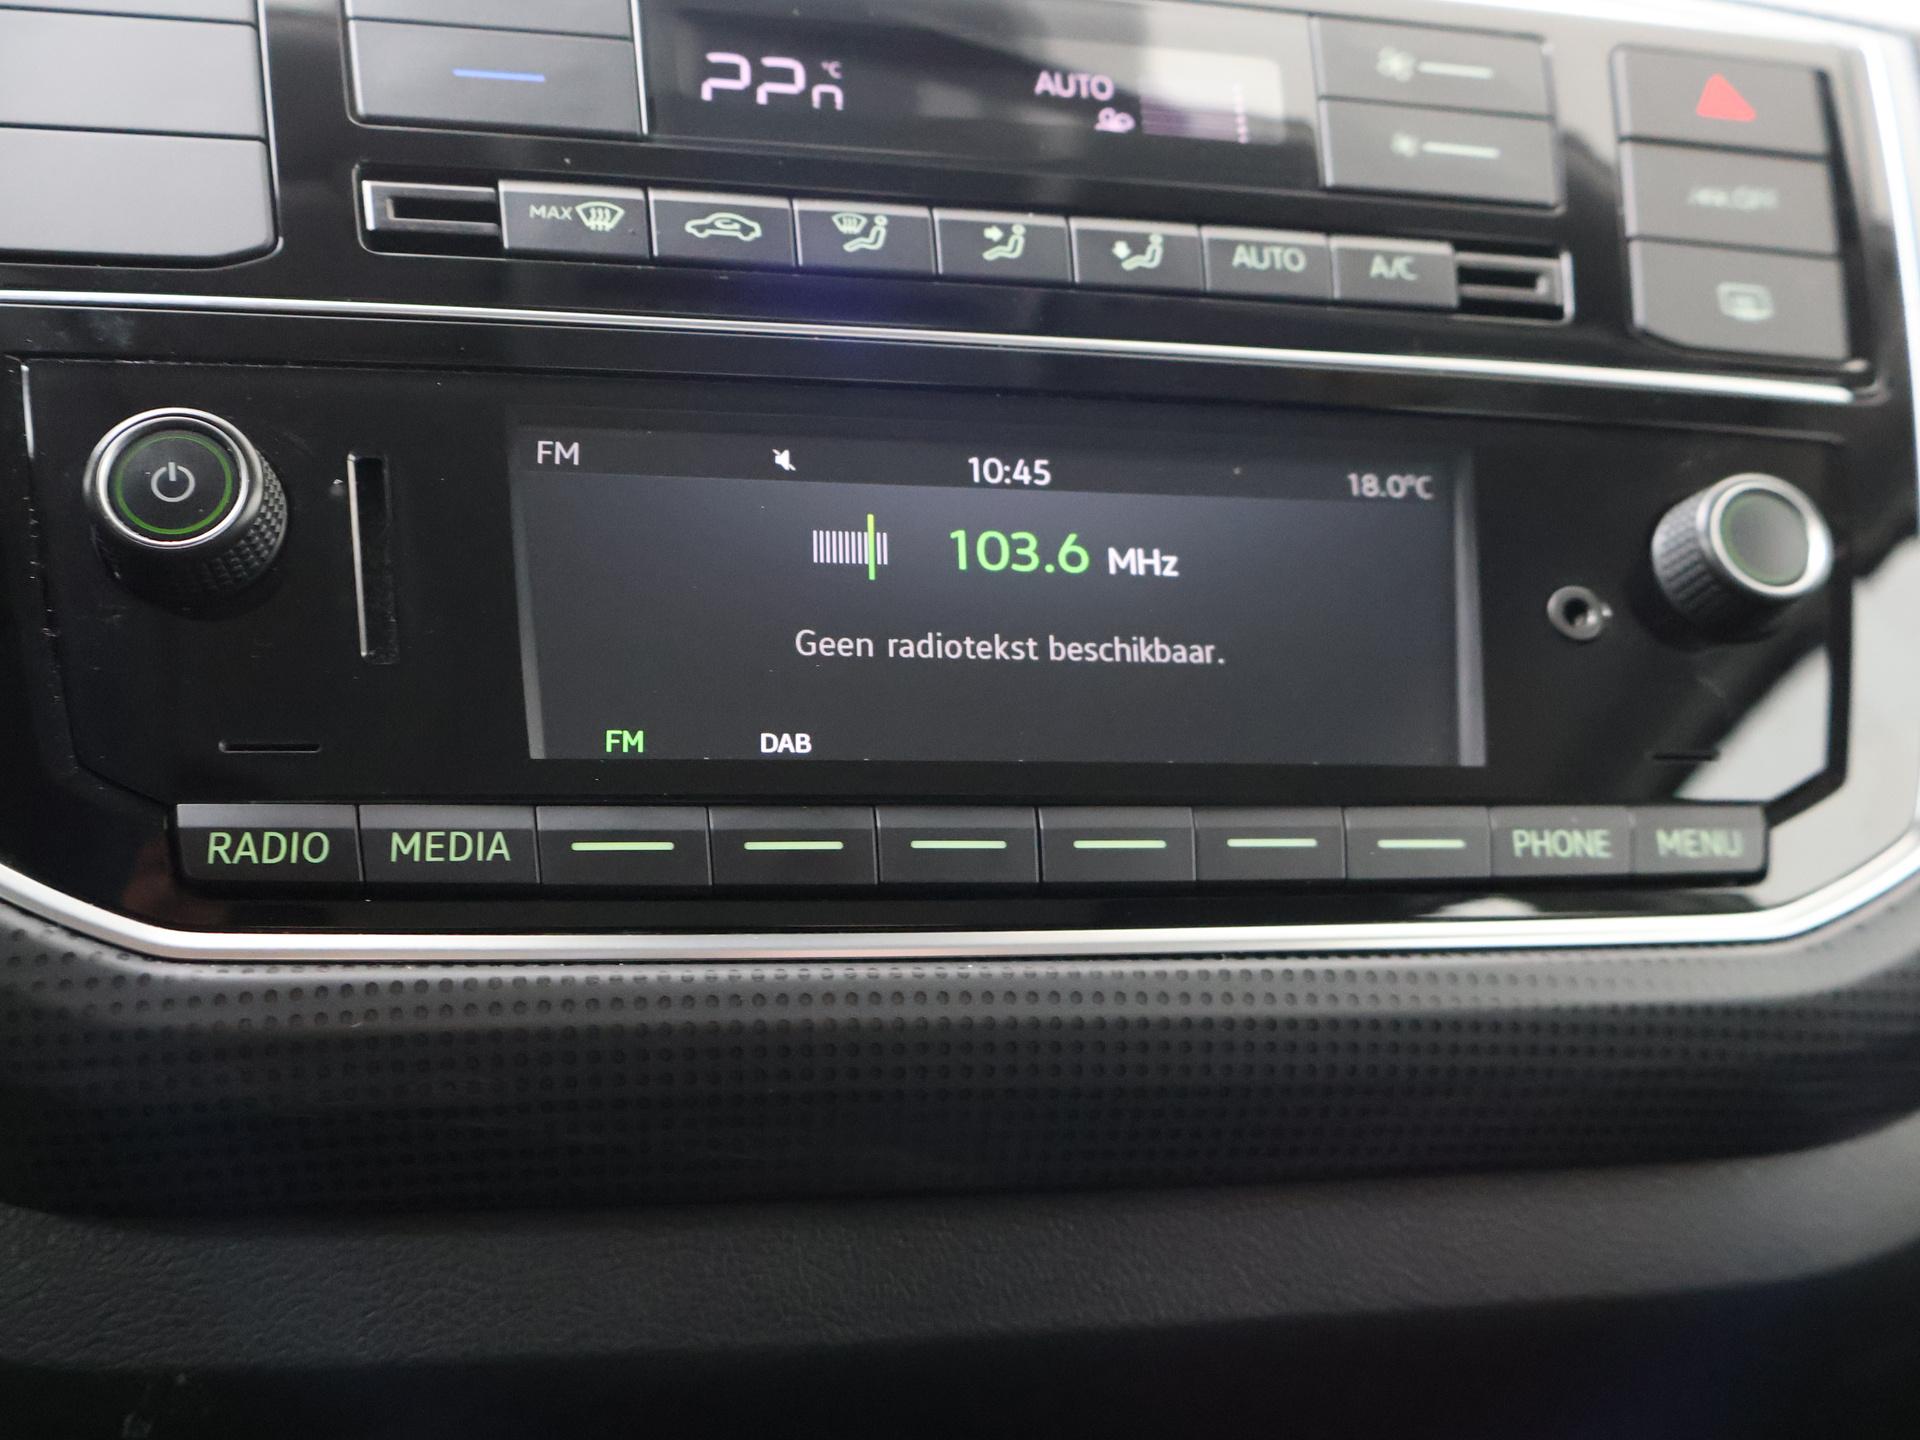 °C
AUTO
MAX
AUTO
A/C
FM
10:45
18.0°C
103.6 MHz
Geen radiotekst beschikbaar.
FM
DAB
RADIO
MEDIA
PHONE
MENU